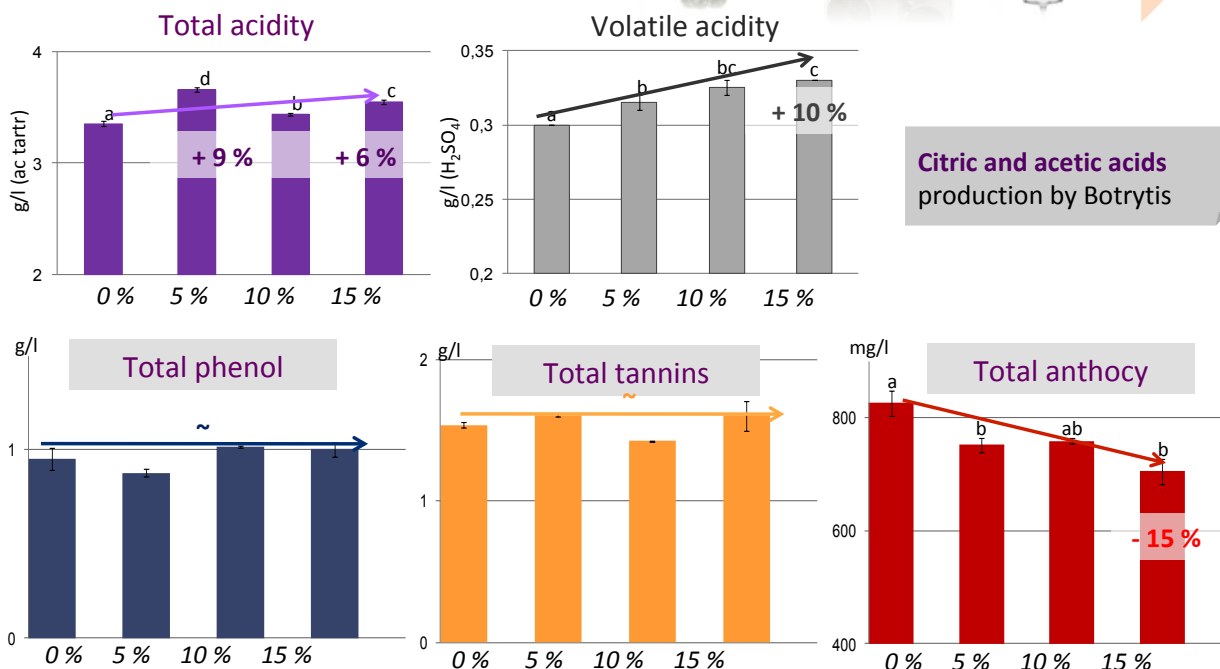 Total acidity
g/l (ac tartr)
4
3
2
a
d
b
c
+ 9 %
+ 6 %
0 % 5 % 10 % 15 %
Volatile acidity
g/l (H₂SO₄)
0,35
0,3
0,25
0,2
a
b
bc
c
+ 10 %
0 % 5 % 10 % 15 %
Citric and acetic acids
production by Botrytis
g/l
Total phenol
~
1
0
0 % 5 % 10 % 15 %
g/l
Total tannins
~
2
1
0
0 % 5 % 10 % 15 %
mg/l
Total anthocy
800
600
400
a
b
ab
b
- 15 %
0 % 5 % 10 % 15 %